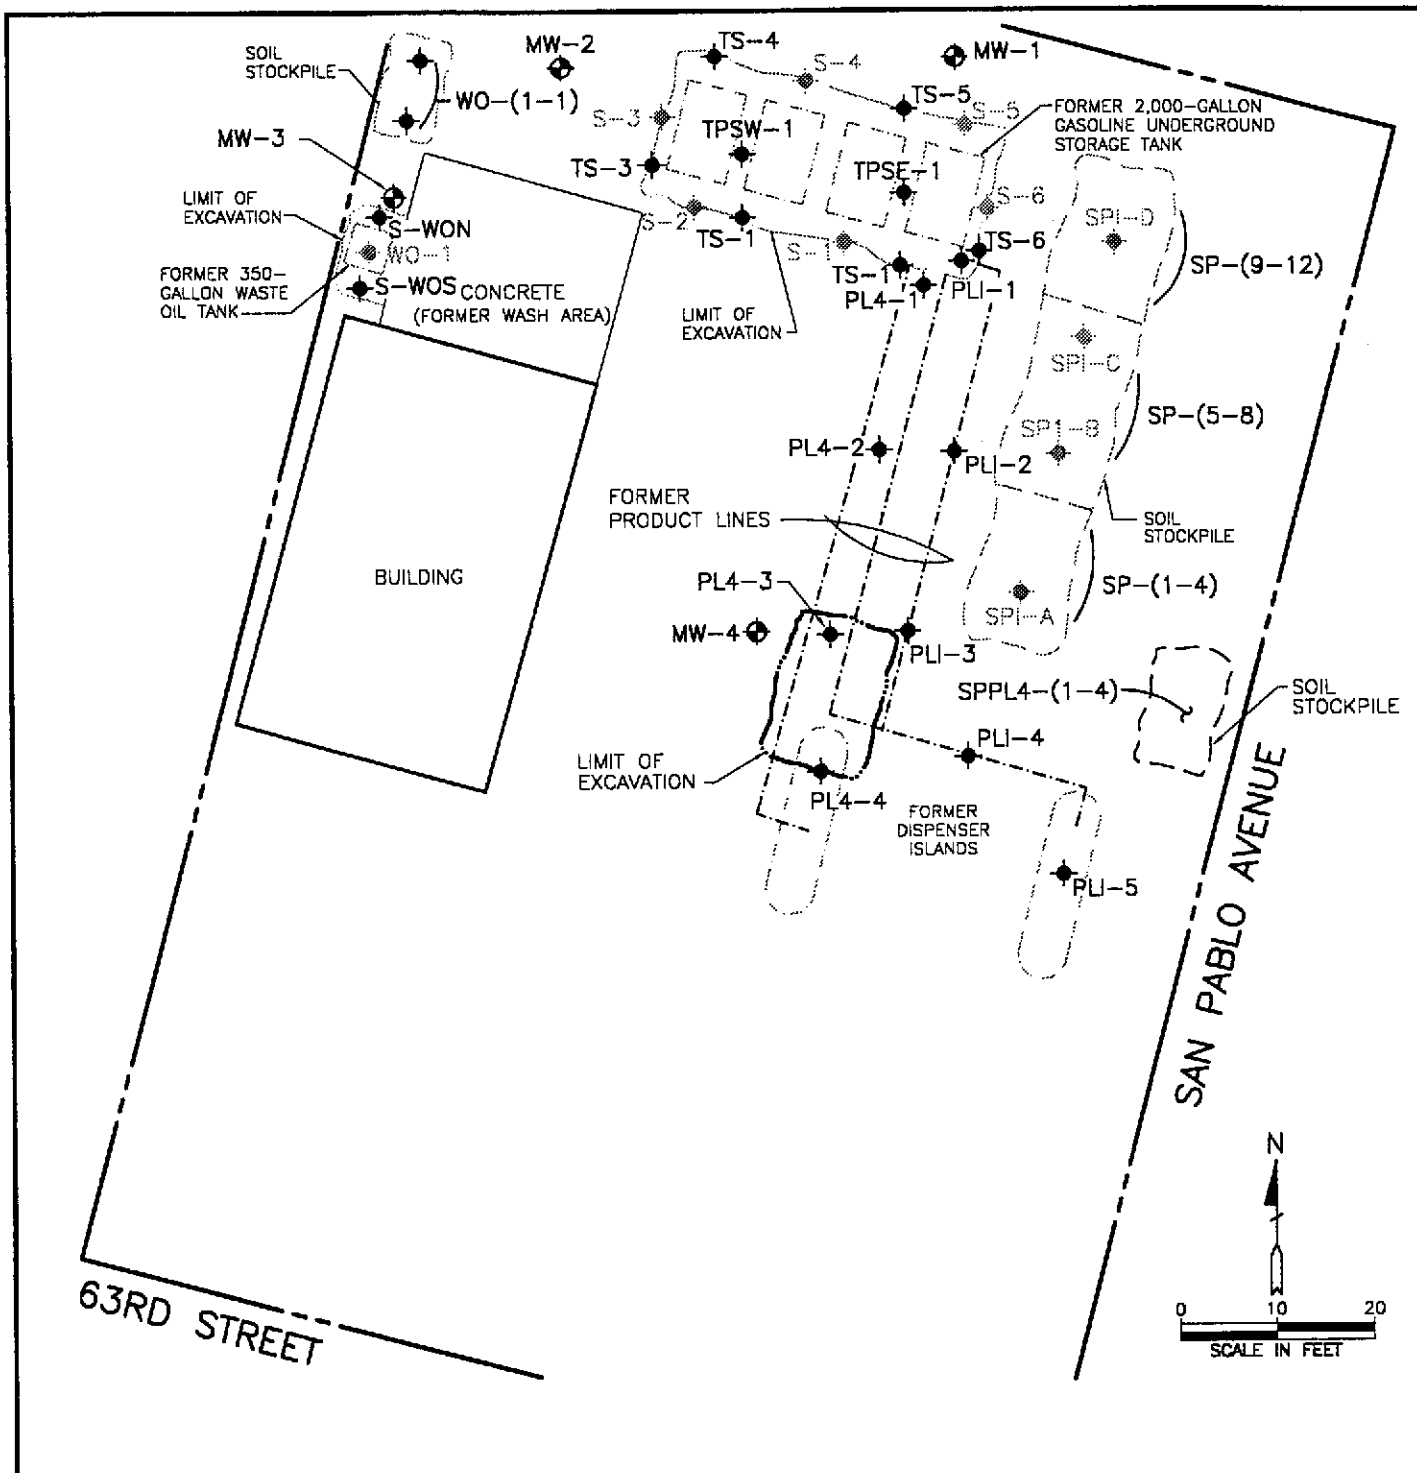 TS-4
MW-2
MW-1
SOIL
STOCKPILE
S-4
WO-(1-1)
TS-5
S-5
FORMER 2,000-GALLON
GASOLINE UNDERGROUND
STORAGE TANK
S-3
TPSW-1
MW-3
TS-3
TPSE-1
LIMIT OF
EXCAVATION
S-2
S-6
SPI-D
S-WON
TS-1
WO-1
S-1
TS-6
SP-(9-12)
FORMER 350-
GALLON WASTE
OIL TANK
S-WOS
CONCRETE
(FORMER WASH AREA)
TS-1
PL4-1
PLI-1
LIMIT OF
EXCAVATION
SPI-C
SP-(5-8)
PL4-2
PLI-2
SP1-B
FORMER
PRODUCT LINES
SOIL
STOCKPILE
BUILDING
PL4-3
SP-(1-4)
SPI-A
MW-4
PLI-3
SPPL4-(1-4)
SOIL
STOCKPILE
PLI-4
LIMIT OF
EXCAVATION
PL4-4
FORMER
DISPENSER
ISLANDS
PLI-5
SAN PABLO AVENUE
N
63RD STREET
0 10 20
SCALE IN FEET